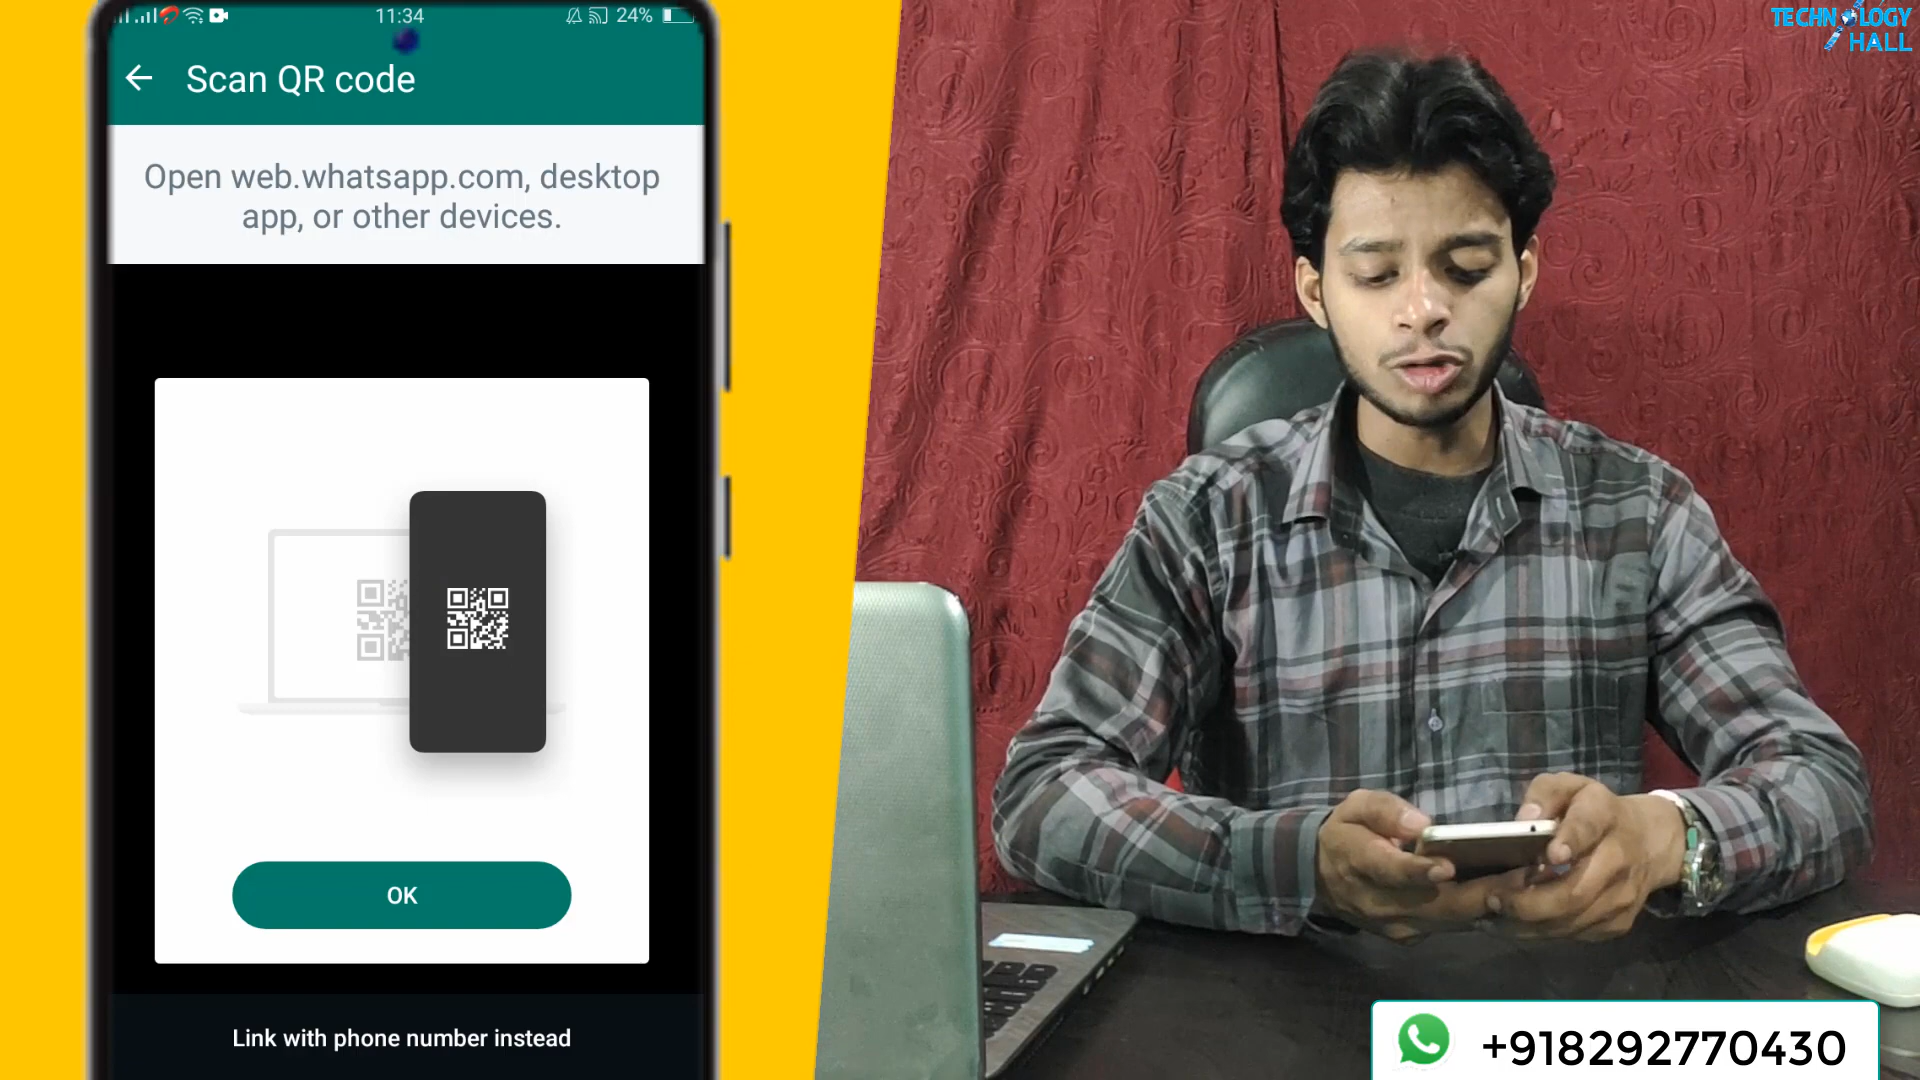 11:34
24%
Scan QR code
Open web.whatsapp.com, desktop
app, or other devices.
OK
Link with phone number instead
TECHNOLOGY
HALL
+918292770430